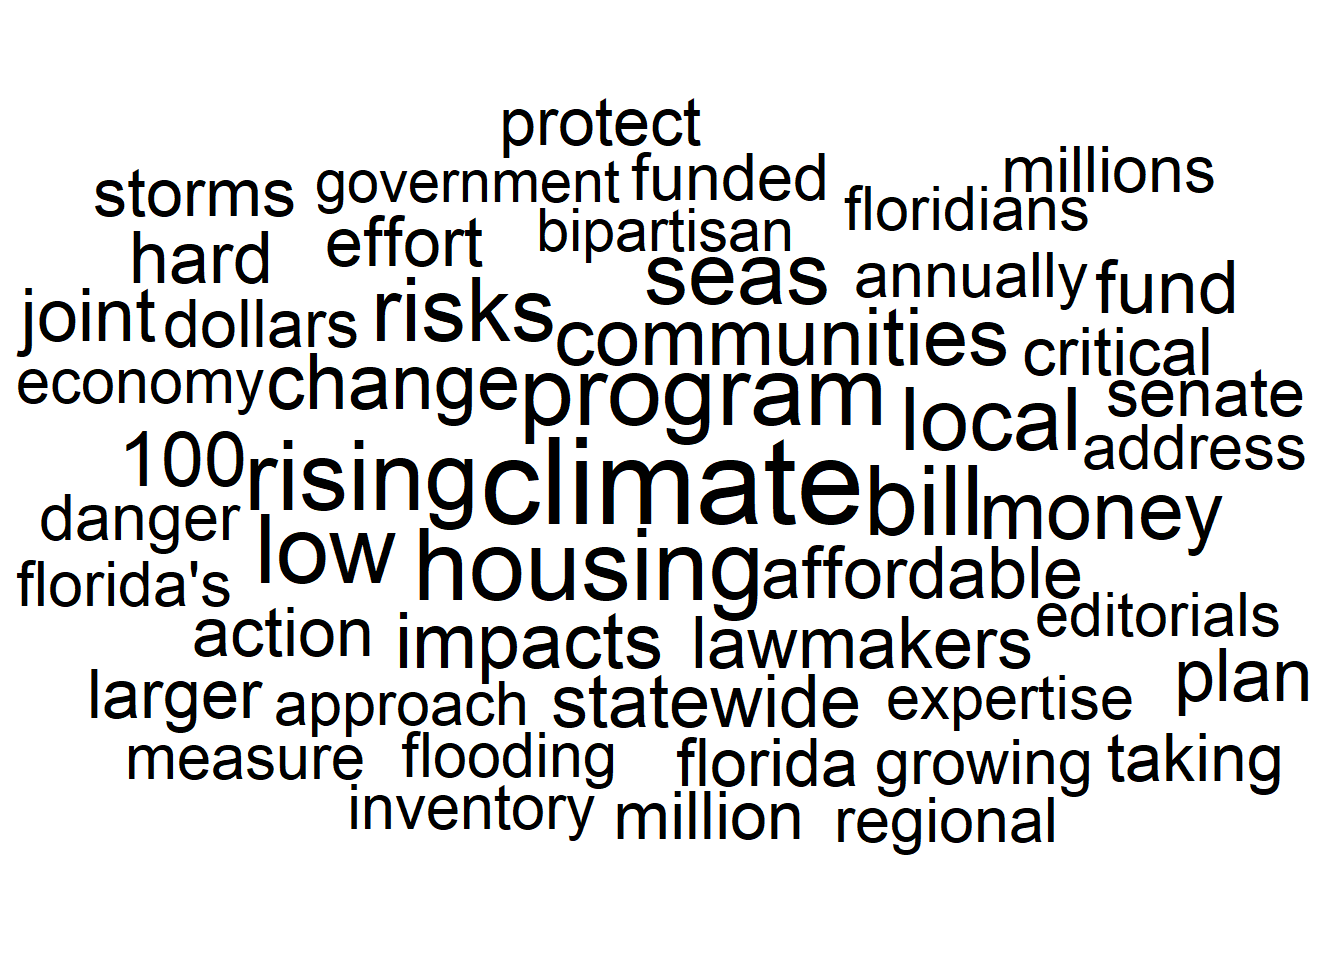 protect
storms government funded millions
floridians
hard effort bipartisan
seas annually fund
joint dollars risks communities critical
economy change program local senate
address
100 rising climate bill money
danger low housing affordable
florida's
action impacts lawmakers editorials
larger approach statewide expertise plan
measure flooding florida growing taking
inventory million regional